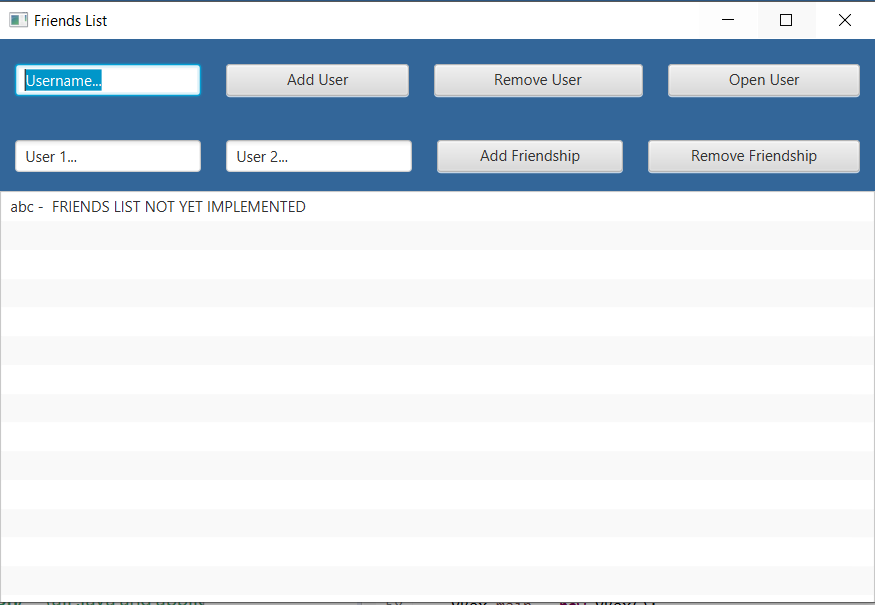 Friends List
Username... Add User Remove User Open User
User 1... User 2... Add Friendship Remove Friendship
abc - FRIENDS LIST NOT YET IMPLEMENTED